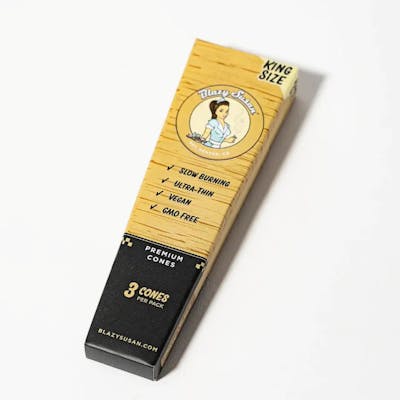 KING
SIZE
Blazy Susan
✓ SLOW BURNING
✓ ULTRA-THIN
✓ VEGAN
✓ GMO FREE
PREMIUM
CONES
3 CONES
PER PACK
BLAZYSUSAN.COM